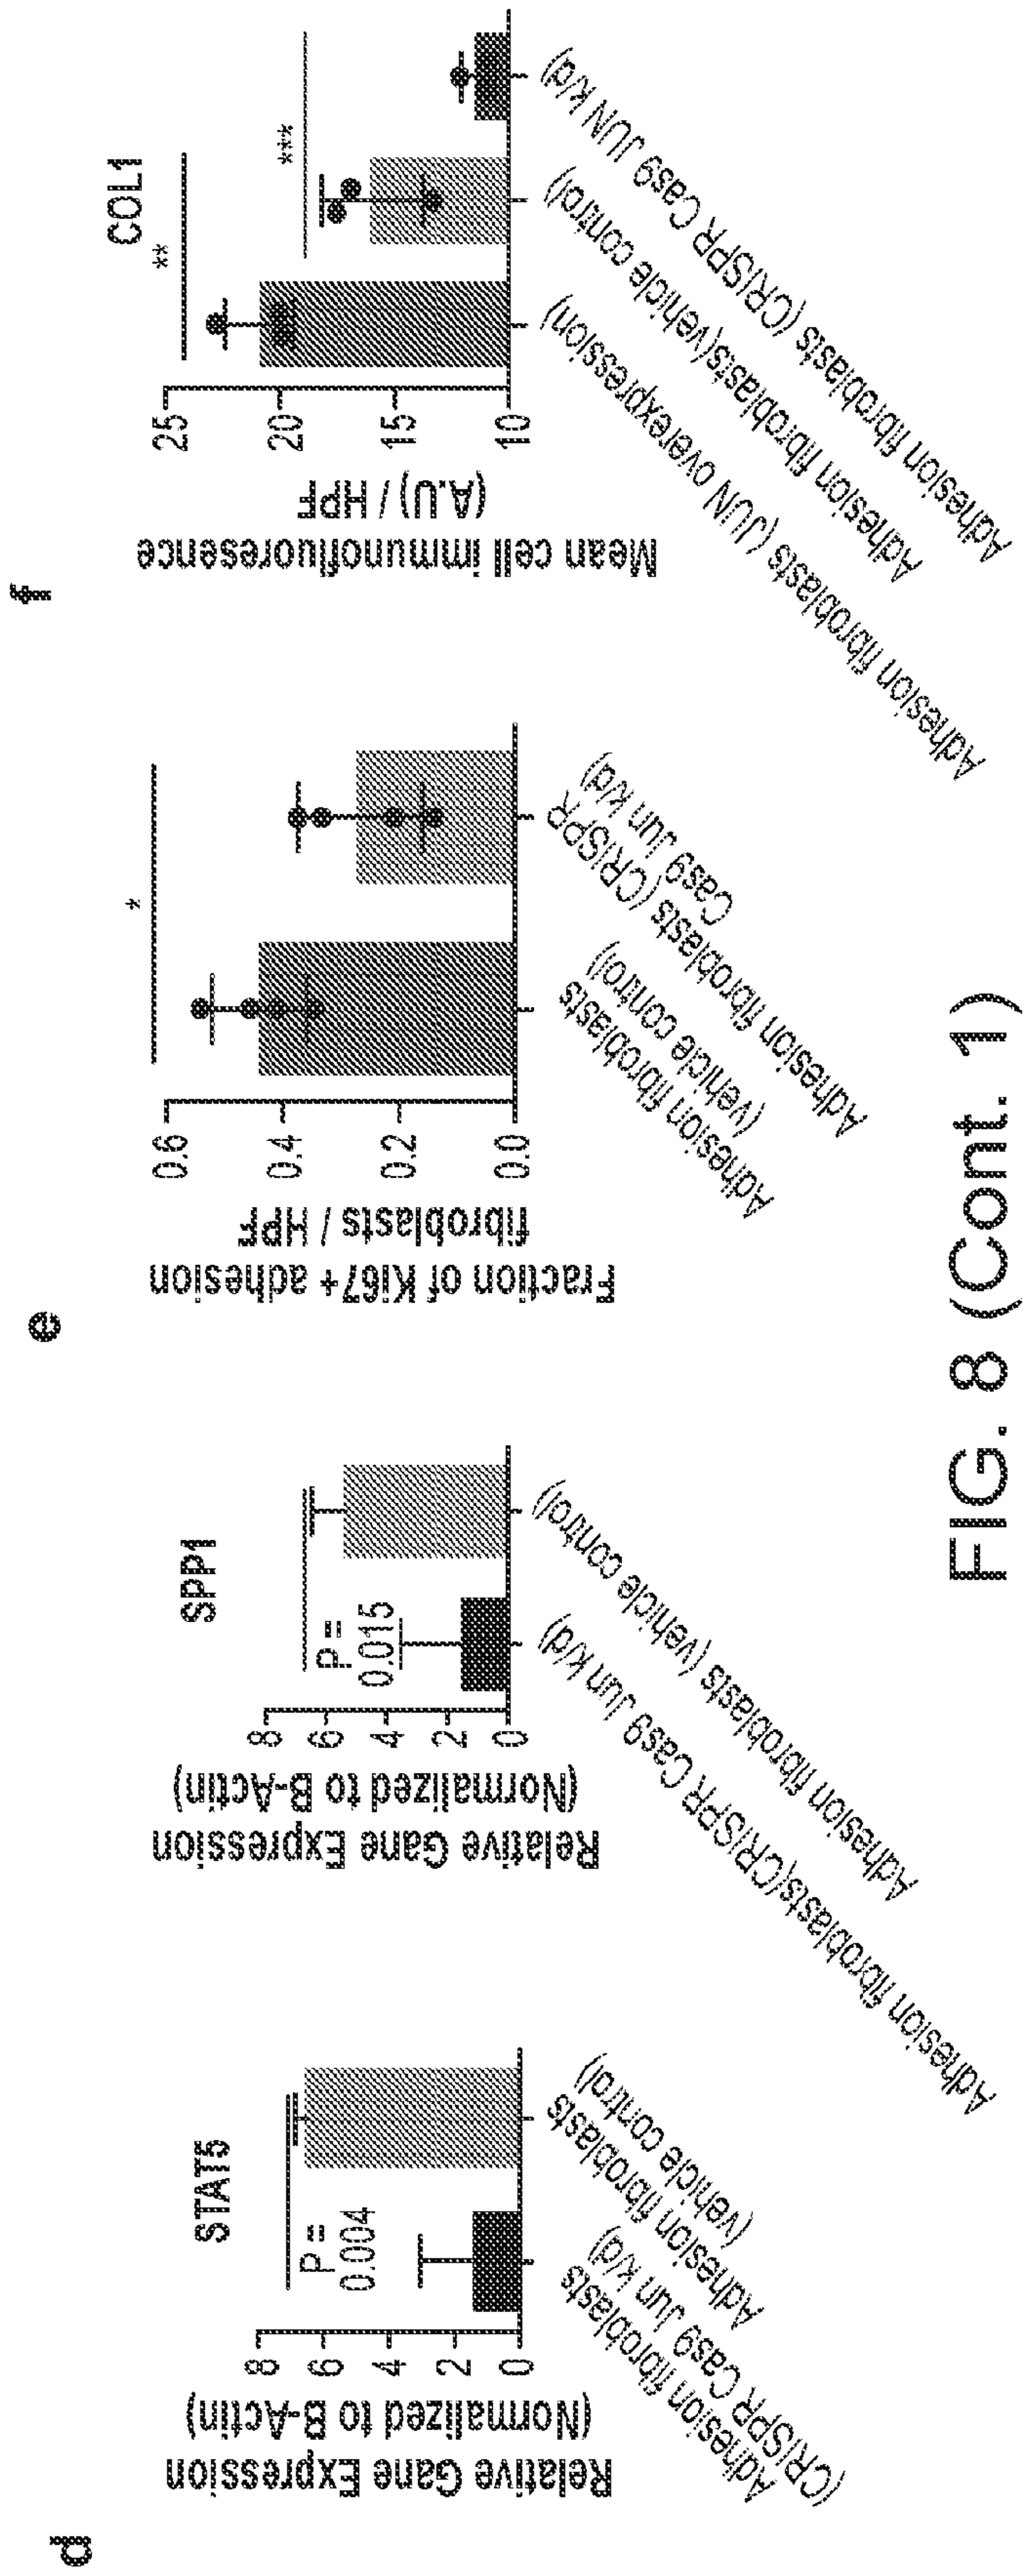 d
STAT5
Relative Gane Expression
(Normalized to B-Actin)
8
6
4
2
0
P =
0.004
Adhesion fibroblasts
(CRISPR Cas9 Jun k/d)
Adhesion fibroblasts
(vehicle control)
SPP1
Relative Gane Expression
(Normalized to B-Actin)
8
6
4
2
0
P =
0.015
Adhesion fibroblasts(CRISPR Cas9 Jun k/d)
Adhesion fibroblasts (vehicle control)
e
Fraction of Ki67+ adhesion
fibroblasts / HPF
0.6
0.4
0.2
0.0
*
Adhesion fibroblasts
(vehicle control)
Adhesion fibroblasts (CRISPR
Cas9 Jun k/d)
f
COL1
Mean cell immunofluoresence
(A.U) / HPF
25
20
15
10
**
***
Adhesion fibroblasts (JUN overexpression)
Adhesion fibroblasts(vehicle control)
Adhesion fibroblasts (CRISPR Cas9 JUN k/d)
FIG. 8 (Cont. 1)